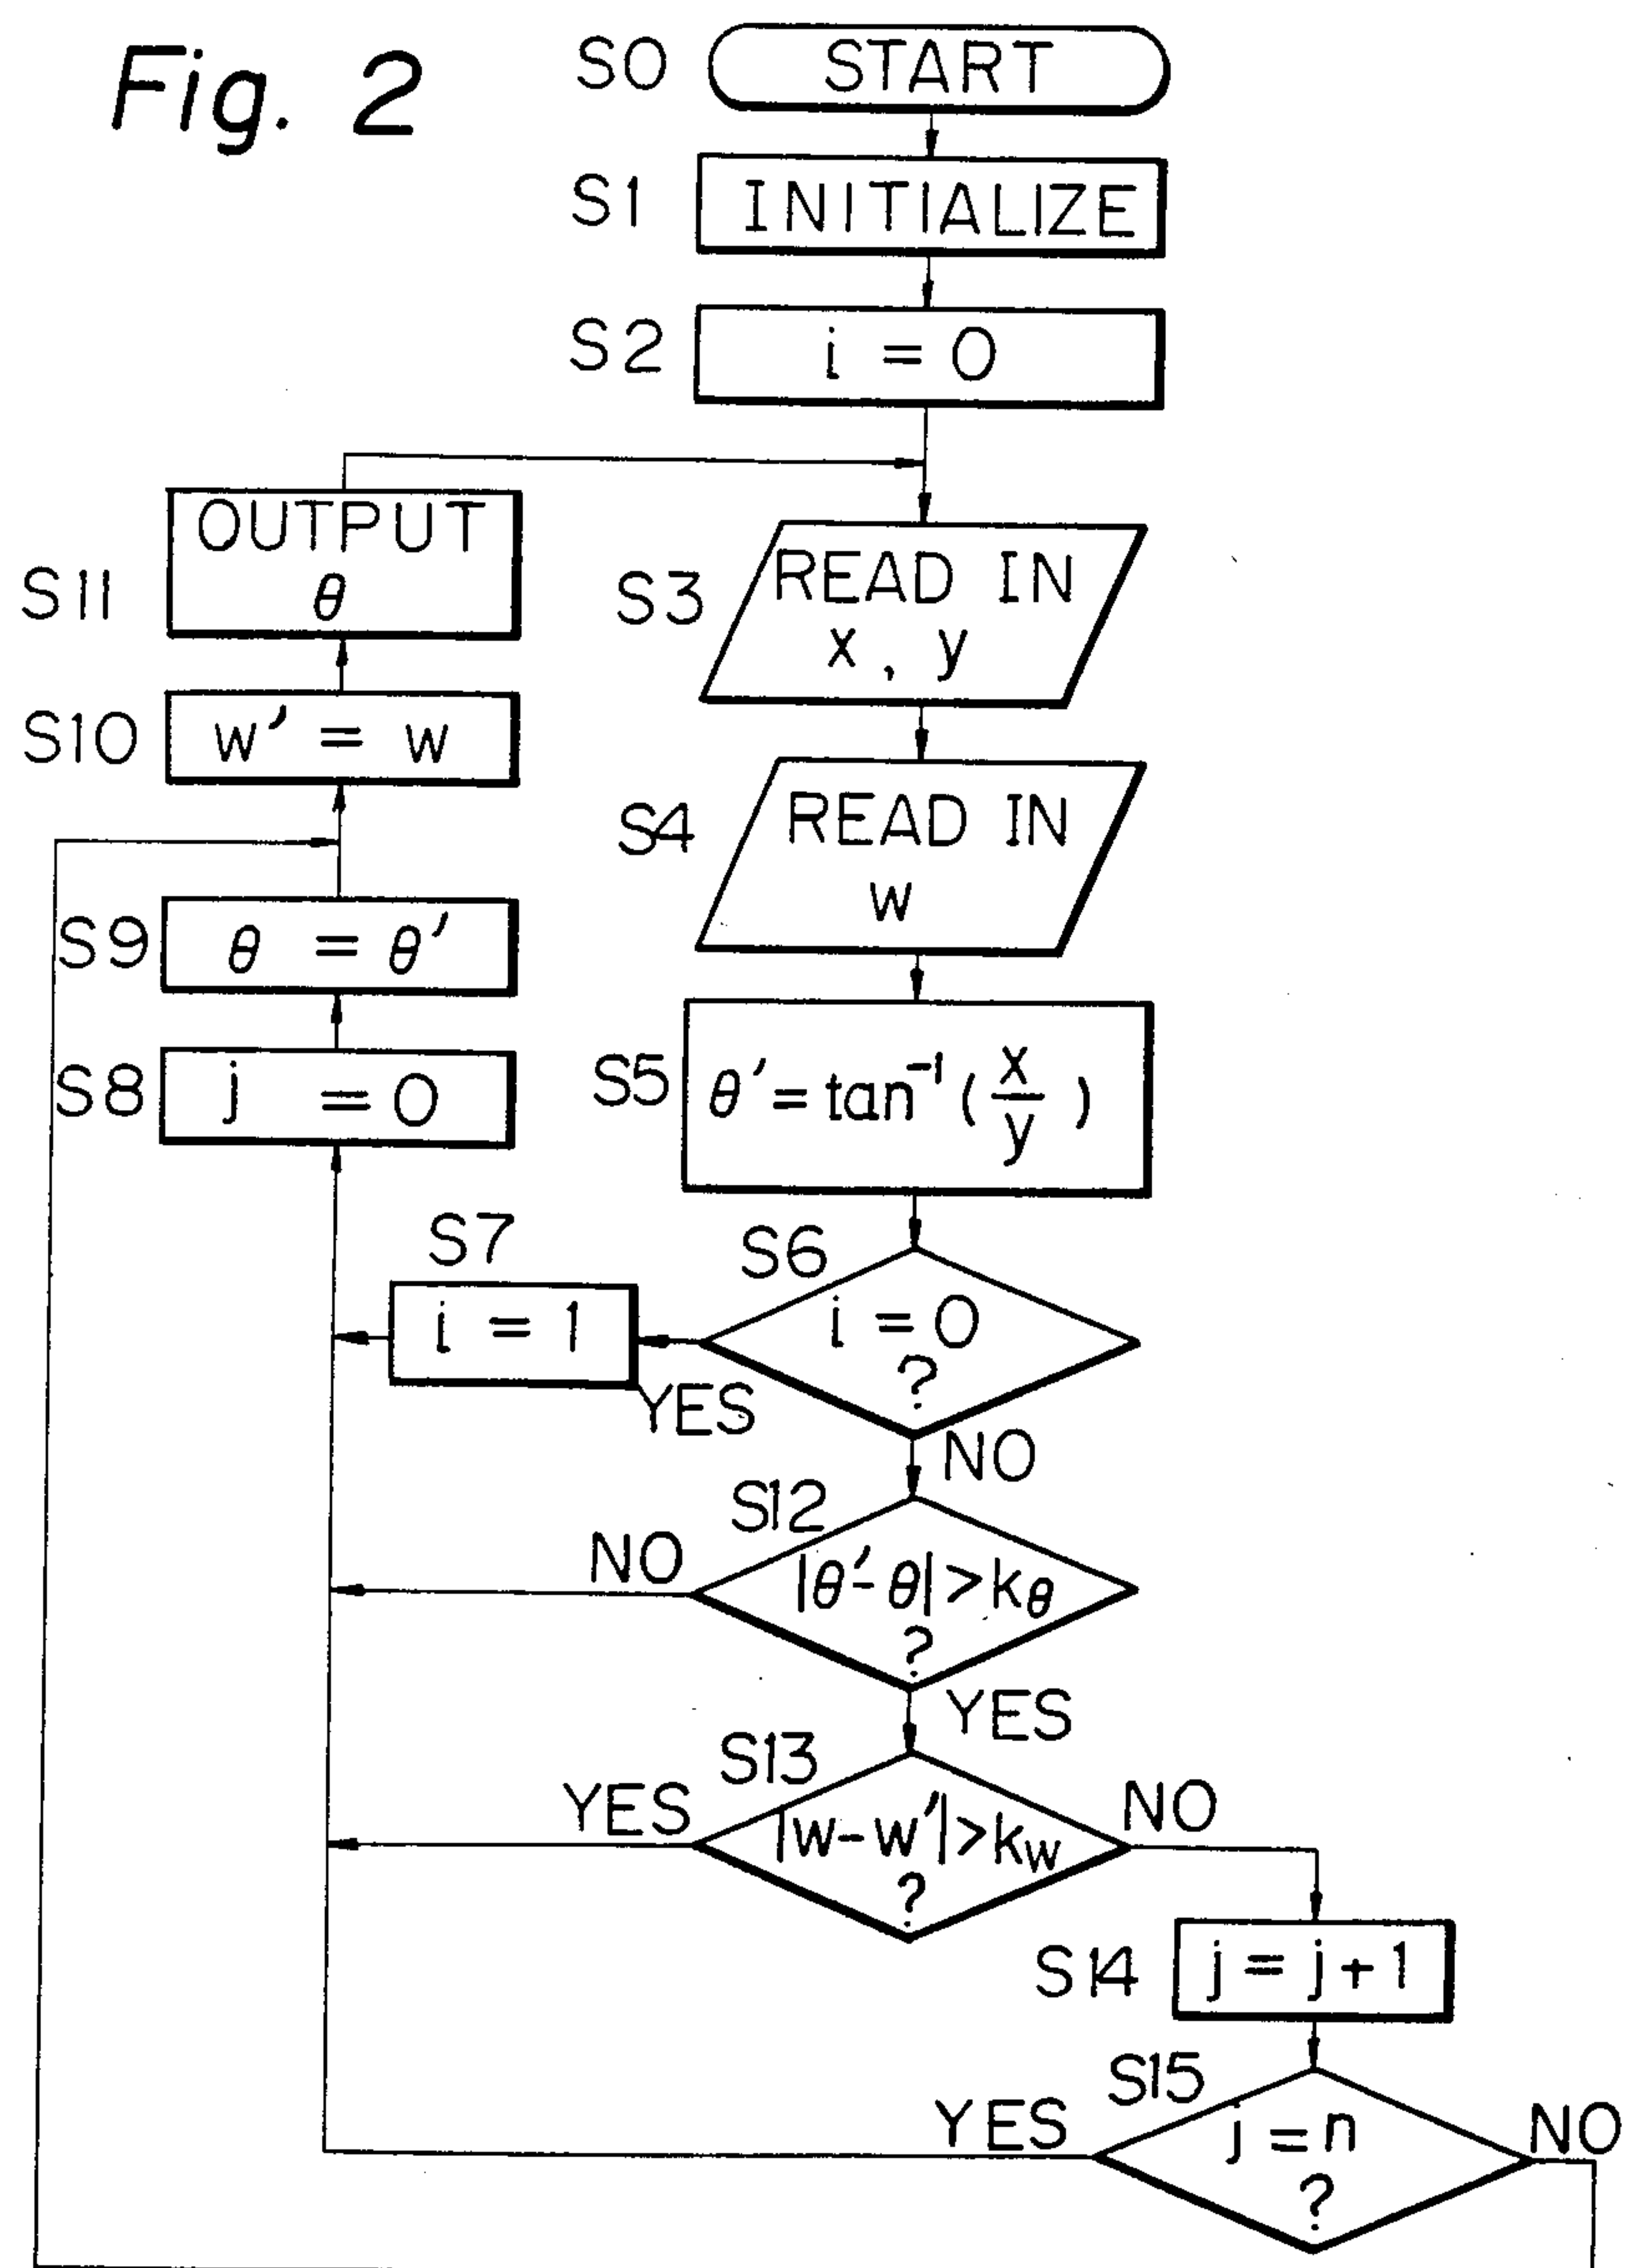 Fig. 2
S0 START
S1 INITIALIZE
S2 i = 0
S11 OUTPUT
θ
S3 READ IN
x, y
S10 w′ = w
S4 READ IN
w
S9 θ = θ′
S8 j = 0
S5 θ′ = tan⁻¹ (x/y)
S7 i = 1
S6 i = 0
?
YES
NO
S12 |θ′-θ| > kθ
?
NO
YES
S13 |w-w′| > kw
?
YES
NO
S14 j = j + 1
S15 j = n
?
YES
NO